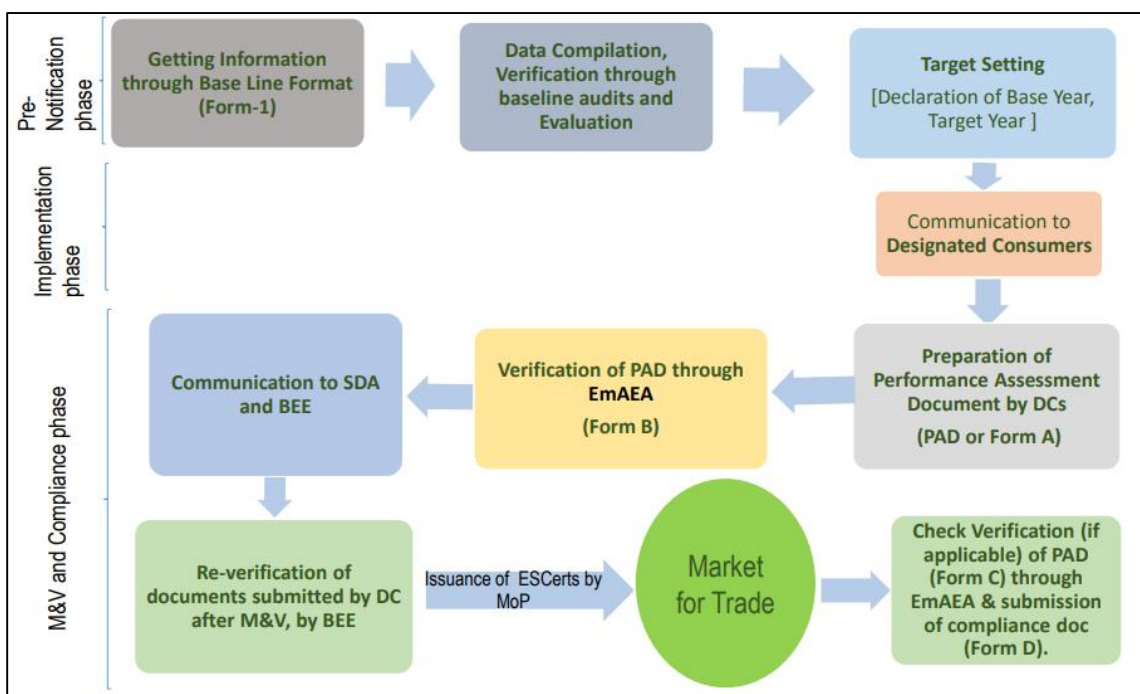 Pre-
Notification
phase
Getting Information
through Base Line Format
(Form-1)
Data Compilation,
Verification through
baseline audits and
Evaluation
Target Setting
[Declaration of Base Year,
Target Year ]
Implementation
phase
Communication to
Designated Consumers
M&V and Compliance phase
Preparation of
Performance Assessment
Document by DCs
(PAD or Form A)
Verification of PAD through
EmAEA
(Form B)
Communication to SDA
and BEE
Re-verification of
documents submitted by DC
after M&V, by BEE
Issuance of ESCerts by
MoP
Market
for Trade
Check Verification (if
applicable) of PAD
(Form C) through
EmAEA & submission
of compliance doc
(Form D).